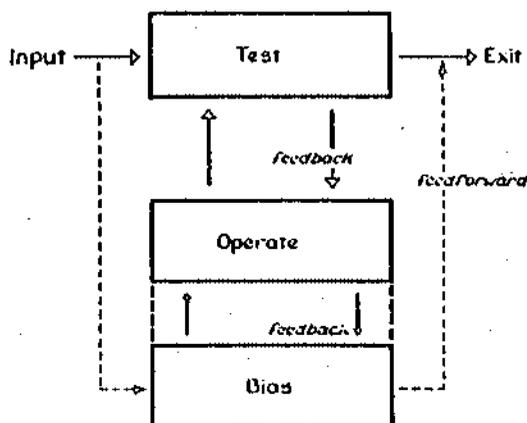 Input
Test
Exit
feedback
feedforward
Operate
feedback
Bias